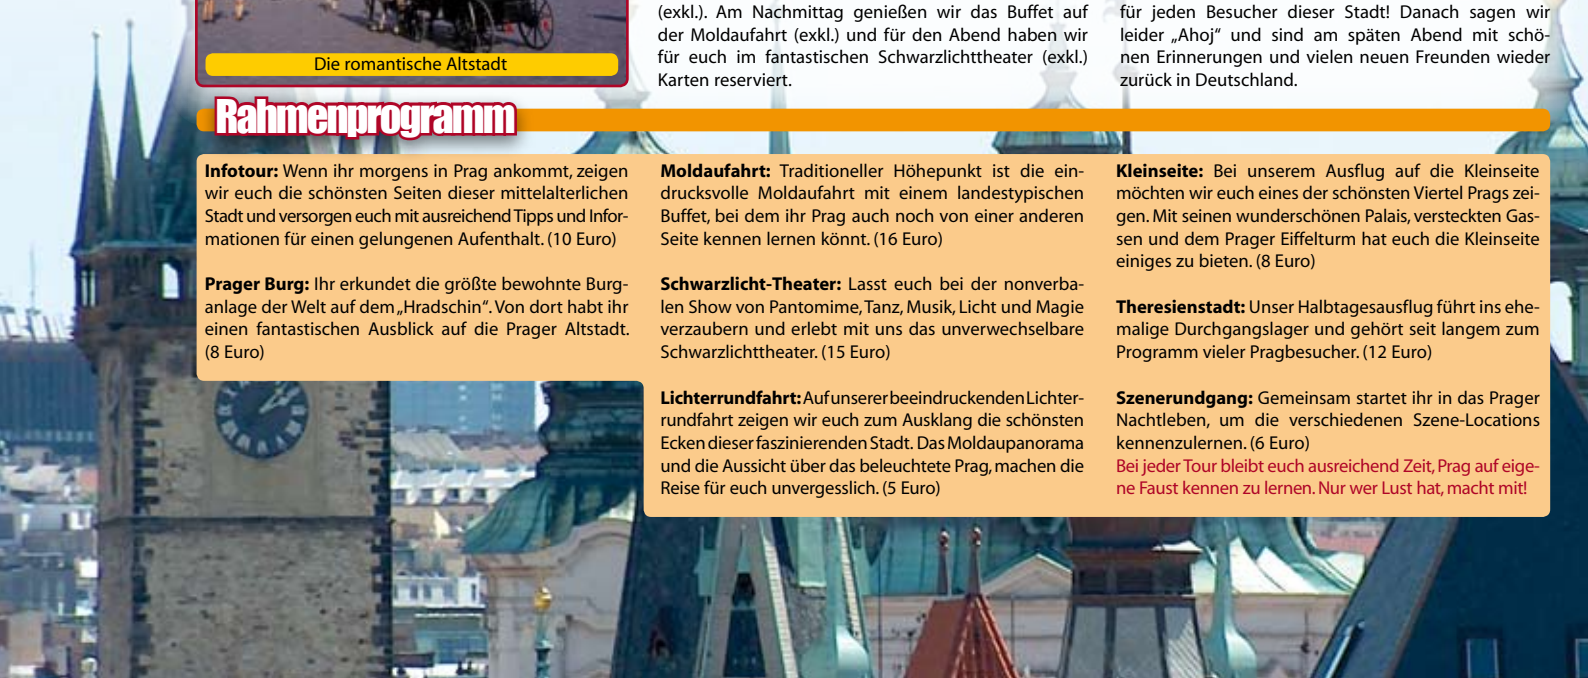 Die romantische Altstadt
(exkl.). Am Nachmittag genießen wir das Buffet auf
der Moldaufahrt (exkl.) und für den Abend haben wir
für euch im fantastischen Schwarzlichttheater (exkl.)
Karten reserviert.
für jeden Besucher dieser Stadt! Danach sagen wir
leider „Ahoj“ und sind am späten Abend mit schö-
nen Erinnerungen und vielen neuen Freunden wieder
zurück in Deutschland.
Rahmenprogramm
Infotour: Wenn ihr morgens in Prag ankommt, zeigen
wir euch die schönsten Seiten dieser mittelalterlichen
Stadt und versorgen euch mit ausreichend Tipps und Infor-
mationen für einen gelungenen Aufenthalt. (10 Euro)
Prager Burg: Ihr erkundet die größte bewohnte Burg-
anlage der Welt auf dem „Hradschin“. Von dort habt ihr
einen fantastischen Ausblick auf die Prager Altstadt.
(8 Euro)
Moldaufahrt: Traditioneller Höhepunkt ist die ein-
drucksvolle Moldaufahrt mit einem landestypischen
Buffet, bei dem ihr Prag auch noch von einer anderen
Seite kennen lernen könnt. (16 Euro)
Schwarzlicht-Theater: Lasst euch bei der nonverba-
len Show von Pantomime, Tanz, Musik, Licht und Magie
verzaubern und erlebt mit uns das unverwechselbare
Schwarzlichttheater. (15 Euro)
Lichterrundfahrt: Auf unserer beeindruckenden Lichter-
rundfahrt zeigen wir euch zum Ausklang die schönsten
Ecken dieser faszinierenden Stadt. Das Moldaupanorama
und die Aussicht über das beleuchtete Prag, machen die
Reise für euch unvergesslich. (5 Euro)
Kleinseite: Bei unserem Ausflug auf die Kleinseite
möchten wir euch eines der schönsten Viertel Prags zei-
gen. Mit seinen wunderschönen Palais, versteckten Gas-
sen und dem Prager Eiffelturm hat euch die Kleinseite
einiges zu bieten. (8 Euro)
Theresienstadt: Unser Halbtagesausflug führt ins ehe-
malige Durchgangslager und gehört seit langem zum
Programm vieler Pragbesucher. (12 Euro)
Szenerundgang: Gemeinsam startet ihr in das Prager
Nachtleben, um die verschiedenen Szene-Locations
kennenzulernen. (6 Euro)
Bei jeder Tour bleibt euch ausreichend Zeit, Prag auf eige-
ne Faust kennen zu lernen. Nur wer Lust hat, macht mit!